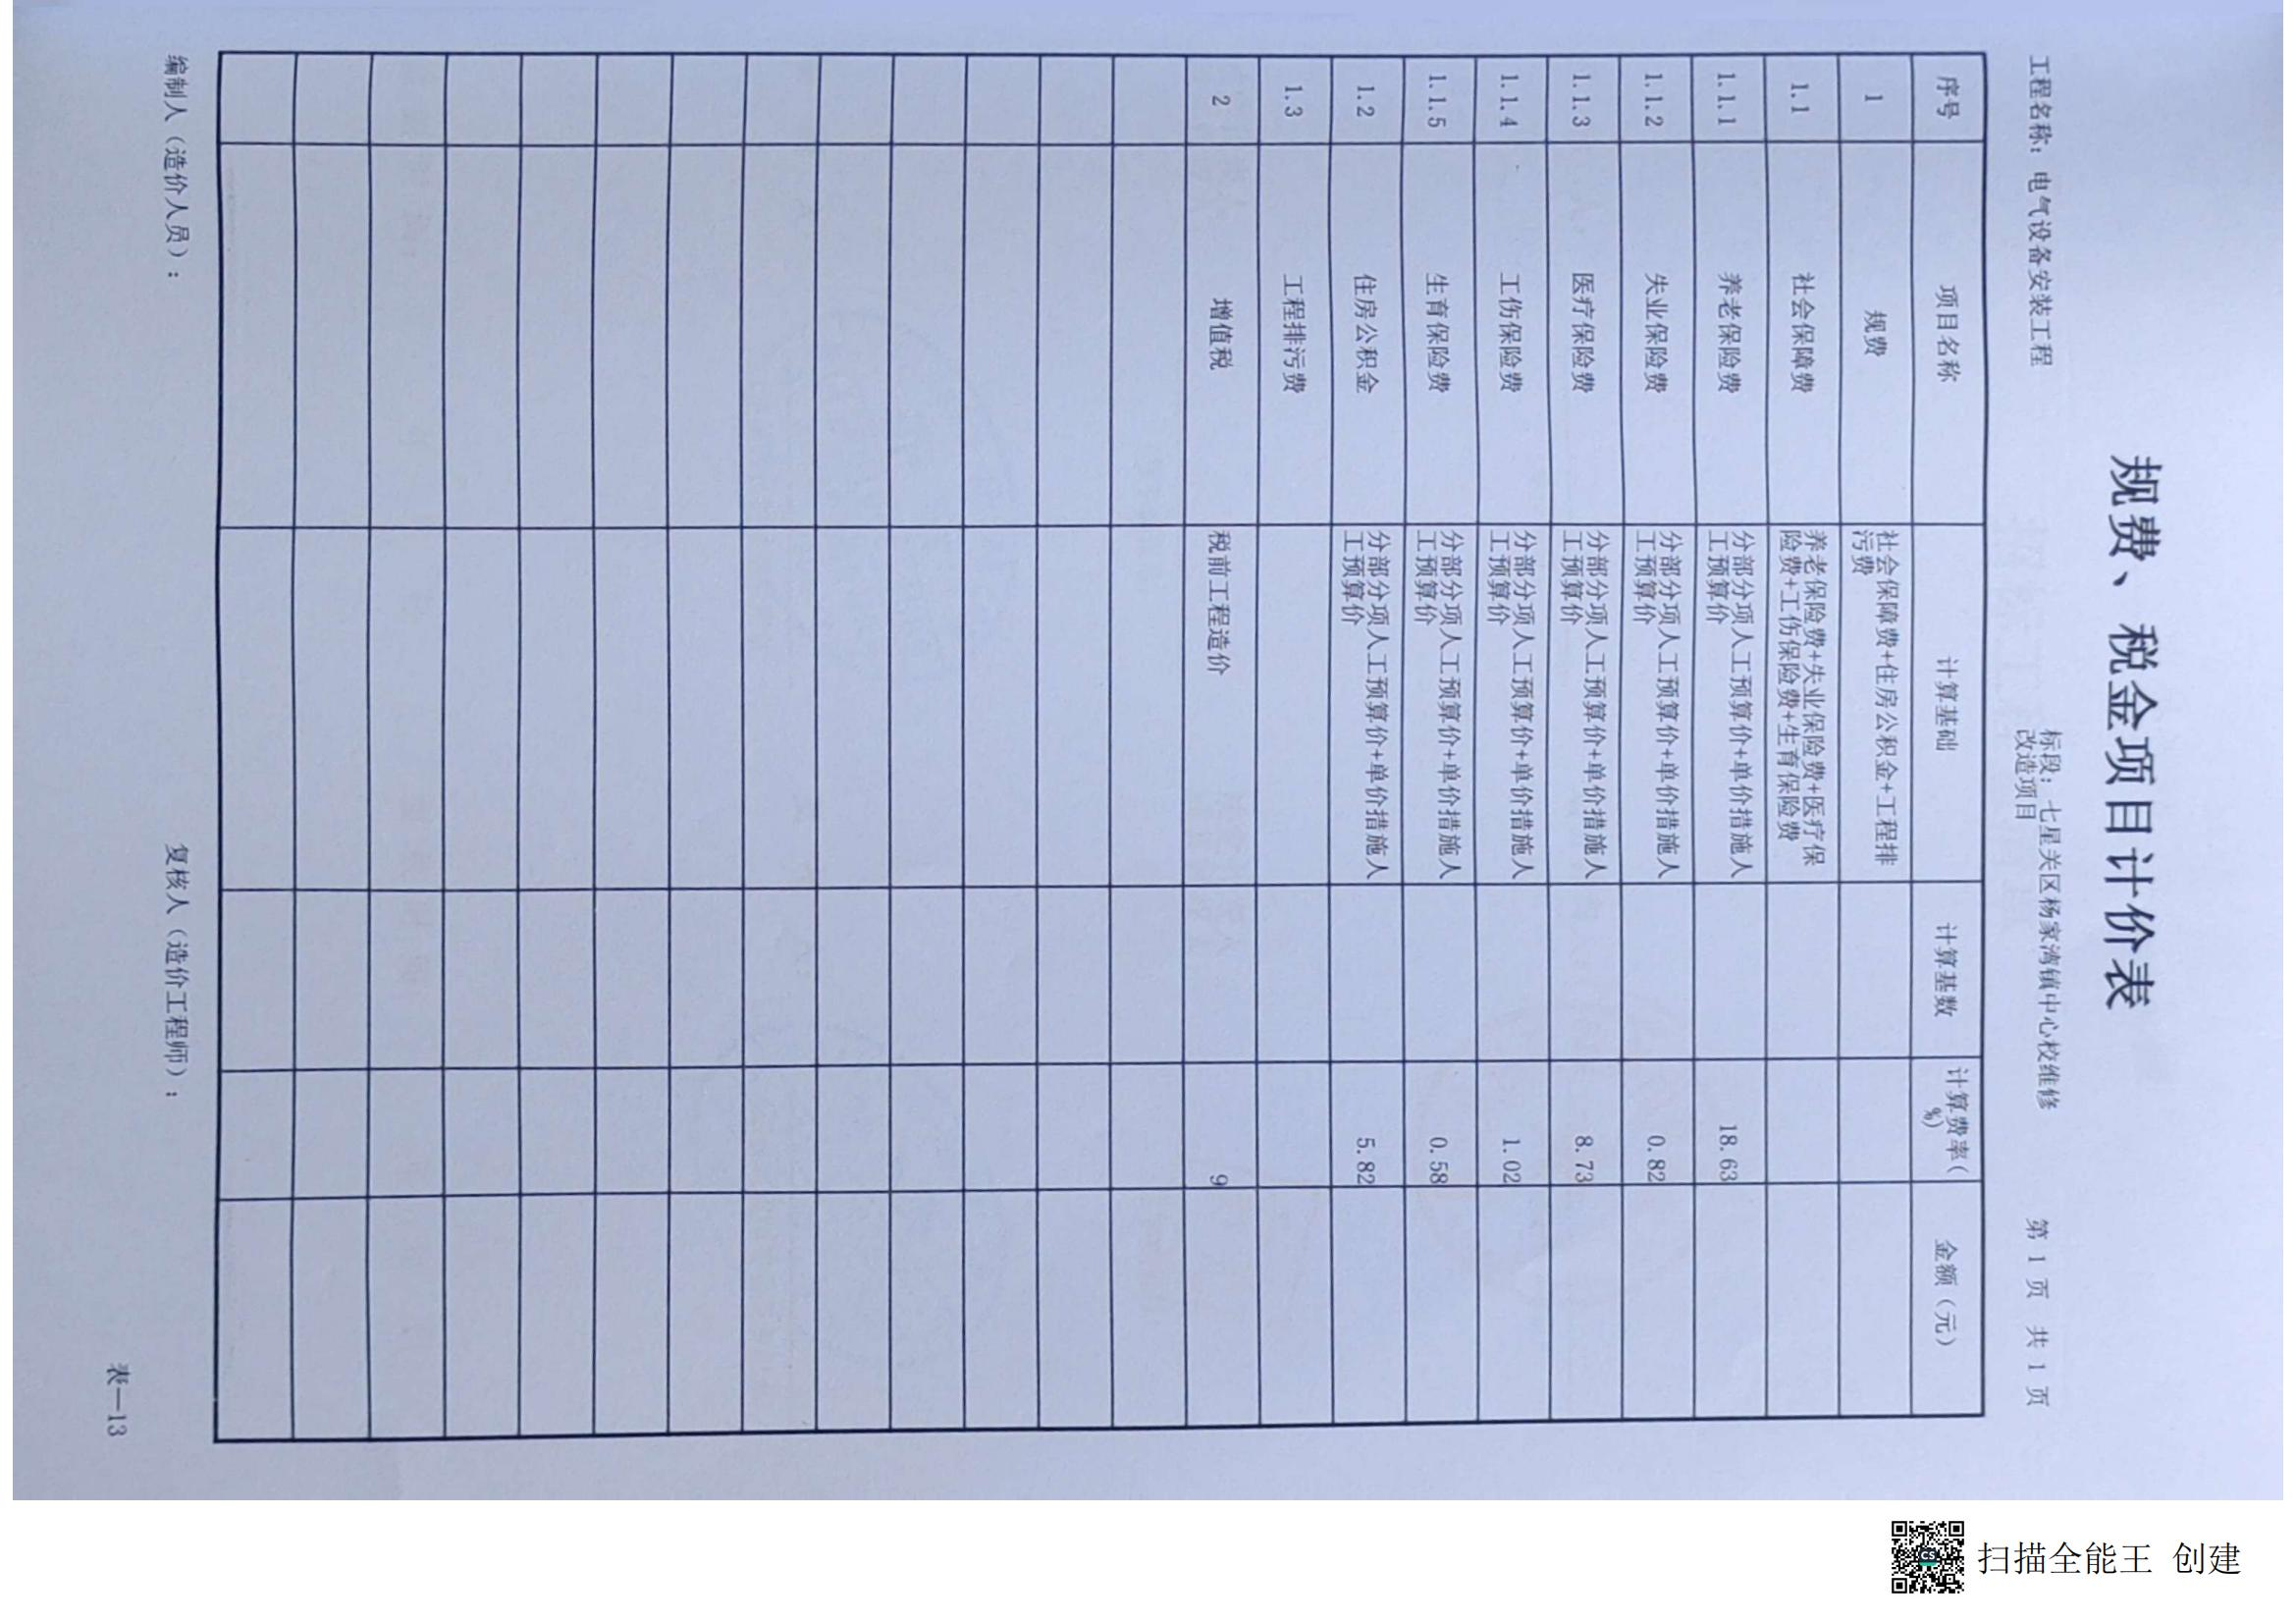 规费、税金项目计价表
工程名称：电气设备安装工程
标段：七星关区杨家湾镇中心校维修
改造项目
第 1 页 共 1 页
序号 项目名称 计算基础 计算基数 计算费率(
%) 金额（元）
1 规费 社会保障费+住房公积金+工程排
污费
1.1 社会保障费 养老保险费+失业保险费+医疗保
险费+工伤保险费+生育保险费
1.1.1 养老保险费 分部分项人工预算价+单价措施人 18.63
工预算价
1.1.2 失业保险费 分部分项人工预算价+单价措施人 0.82
工预算价
1.1.3 医疗保险费 分部分项人工预算价+单价措施人 8.73
工预算价
1.1.4 工伤保险费 分部分项人工预算价+单价措施人 1.02
工预算价
1.1.5 生育保险费 分部分项人工预算价+单价措施人 0.58
工预算价
1.2 住房公积金 分部分项人工预算价+单价措施人 5.82
工预算价
1.3 工程排污费
2 增值税 税前工程造价 9
编制人（造价人员）： 复核人（造价工程师）：
表—13
扫描全能王 创建